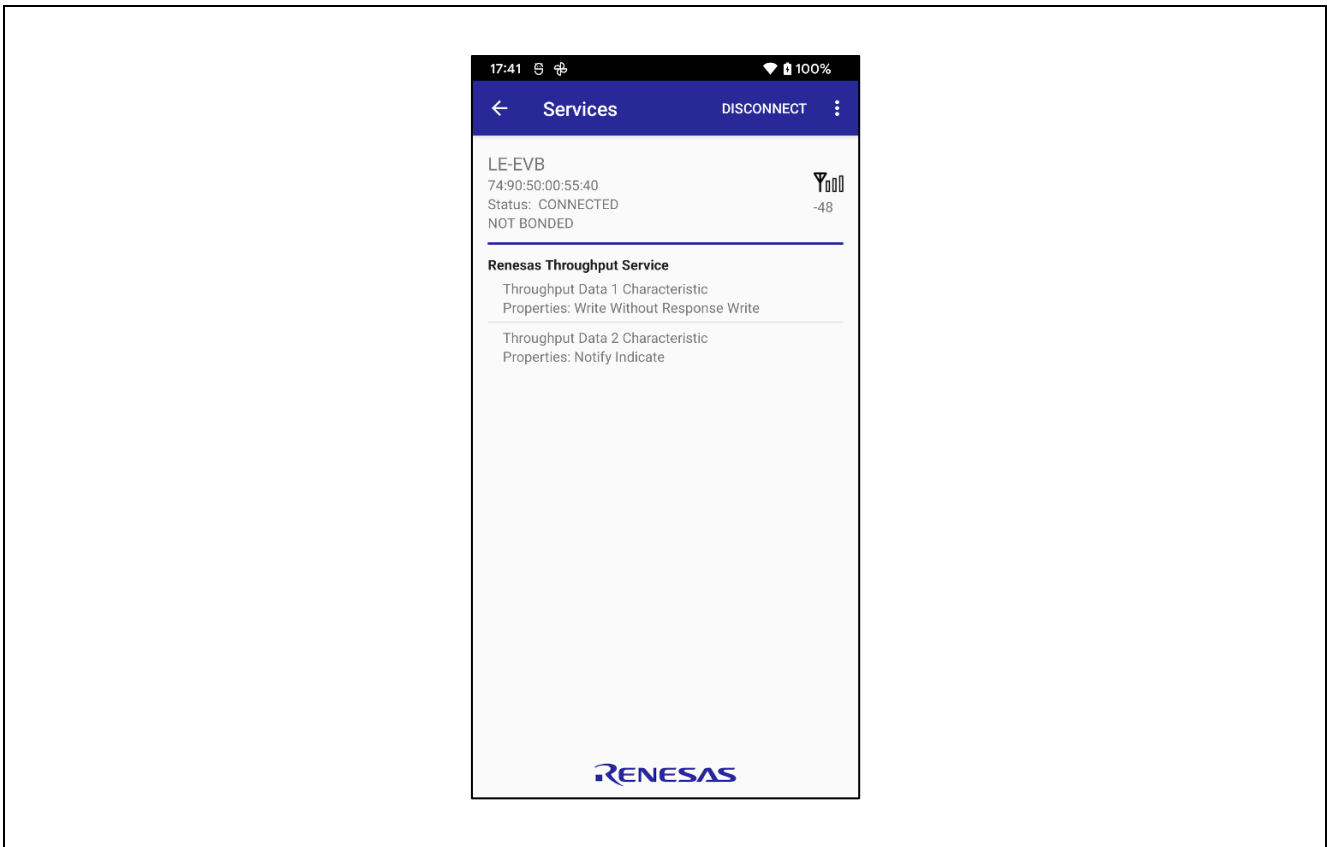 17:41 100%
Services DISCONNECT
LE-EVB
74:90:50:00:55:40
Status: CONNECTED
-48
NOT BONDED
Renesas Throughput Service
Throughput Data 1 Characteristic
Properties: Write Without Response Write
Throughput Data 2 Characteristic
Properties: Notify Indicate
RENESAS